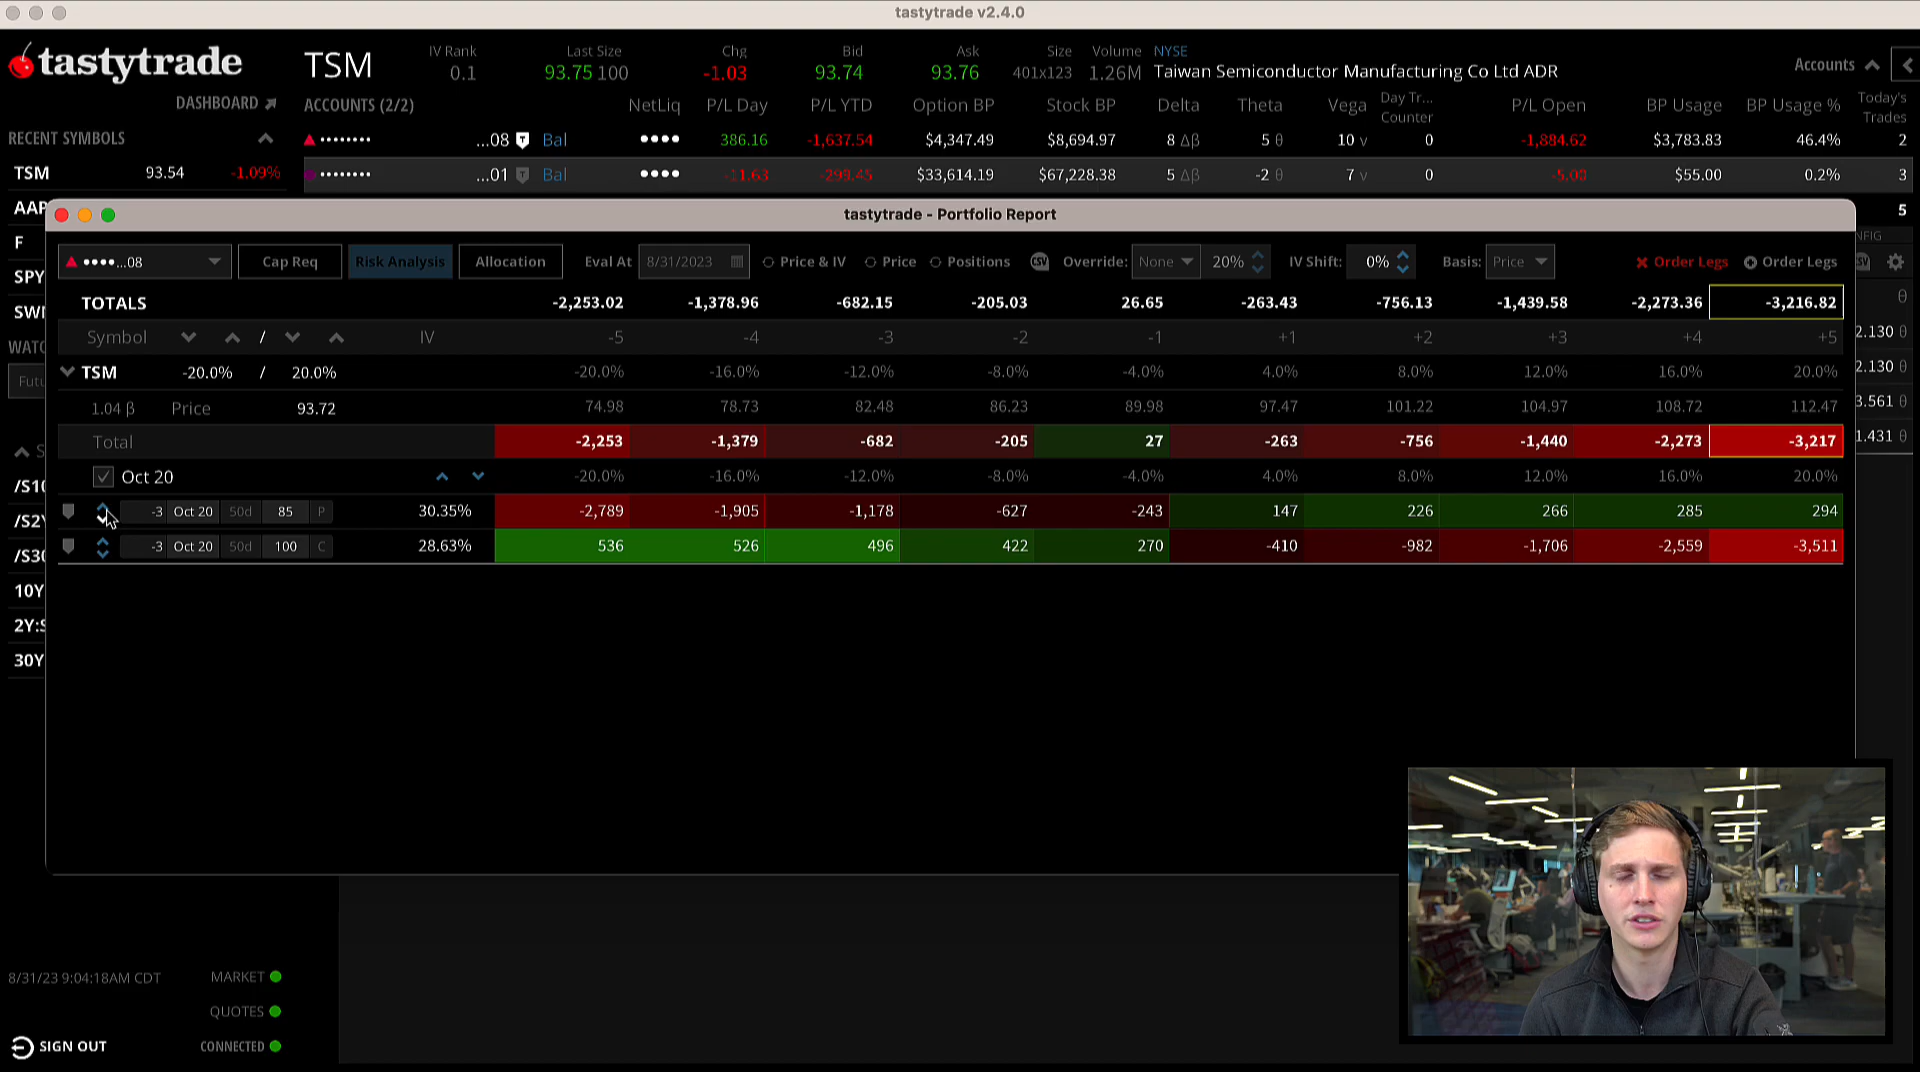 tastytrade v2.4.0
tastytrade
TSM IV Rank Last Size Chg Bid Ask Size Volume NYSE
0.1 93.75 100 -1.03 93.74 93.76 401x123 1.26M Taiwan Semiconductor Manufacturing Co Ltd ADR
Accounts
DASHBOARD
ACCOUNTS (2/2) NetLiq P/L Day P/L YTD Option BP Stock BP Delta Theta Vega Day Tr... Counter P/L Open BP Usage BP Usage % Today's Trades
RECENT SYMBOLS
...08 Bal 386.16 -1,637.54 $4,347.49 $8,694.97 8 Δβ 5 θ 10 v 0 -1,884.62 $3,783.83 46.4% 2
TSM 93.54 -1.09%
...01 Bal -11.63 -299.45 $33,614.19 $67,228.38 5 Δβ -2 θ 7 v 0 -5.00 $55.00 0.2% 3
5
tastytrade - Portfolio Report
F
SPY
10Y
30Y
...08 Cap Req Risk Analysis Allocation Eval At 8/31/2023 Price & IV Price Positions Override: None 20% IV Shift: 0% Basis: Price Order Legs Order Legs
TOTALS -2,253.02 -1,378.96 -682.15 -205.03 26.65 -263.43 -756.13 -1,439.58 -2,273.36 -3,216.82
Symbol / IV -5 -4 -3 -2 -1 +1 +2 +3 +4 +5
TSM -20.0% / 20.0% -20.0% -16.0% -12.0% -8.0% -4.0% 4.0% 8.0% 12.0% 16.0% 20.0%
1.04 β Price 93.72 74.98 78.73 82.48 86.23 89.98 97.47 101.22 104.97 108.72 112.47
Total -2,253 -1,379 -682 -205 27 -263 -756 -1,440 -2,273 -3,217
Oct 20 -20.0% -16.0% -12.0% -8.0% -4.0% 4.0% 8.0% 12.0% 16.0% 20.0%
-3 Oct 20 50d 85 P 30.35% -2,789 -1,905 -1,178 -627 -243 147 226 266 285 294
-3 Oct 20 50d 100 C 28.63% 536 526 496 422 270 -410 -982 -1,706 -2,559 -3,511
2.130 θ
2.130 θ
3.561 θ
1.431 θ
8/31/23 9:04:18AM CDT MARKET
QUOTES
SIGN OUT CONNECTED